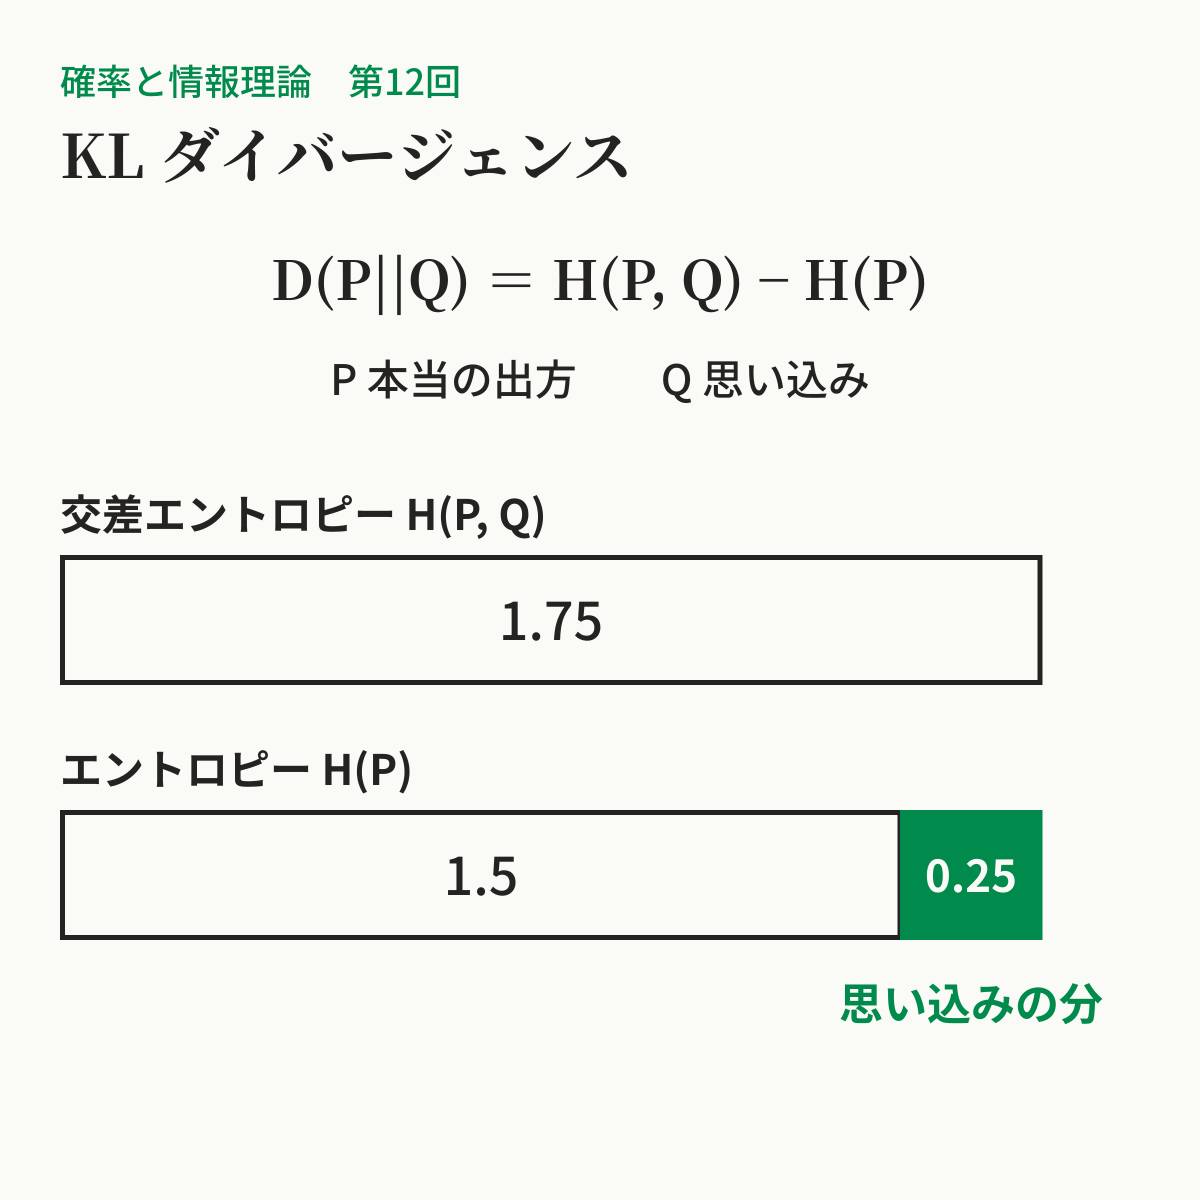 確率と情報理論　第12回
KL ダイバージェンス
D(P||Q) = H(P, Q) − H(P)
P 本当の出方　　Q 思い込み
交差エントロピー H(P, Q)
1.75
エントロピー H(P)
1.5　0.25
思い込みの分